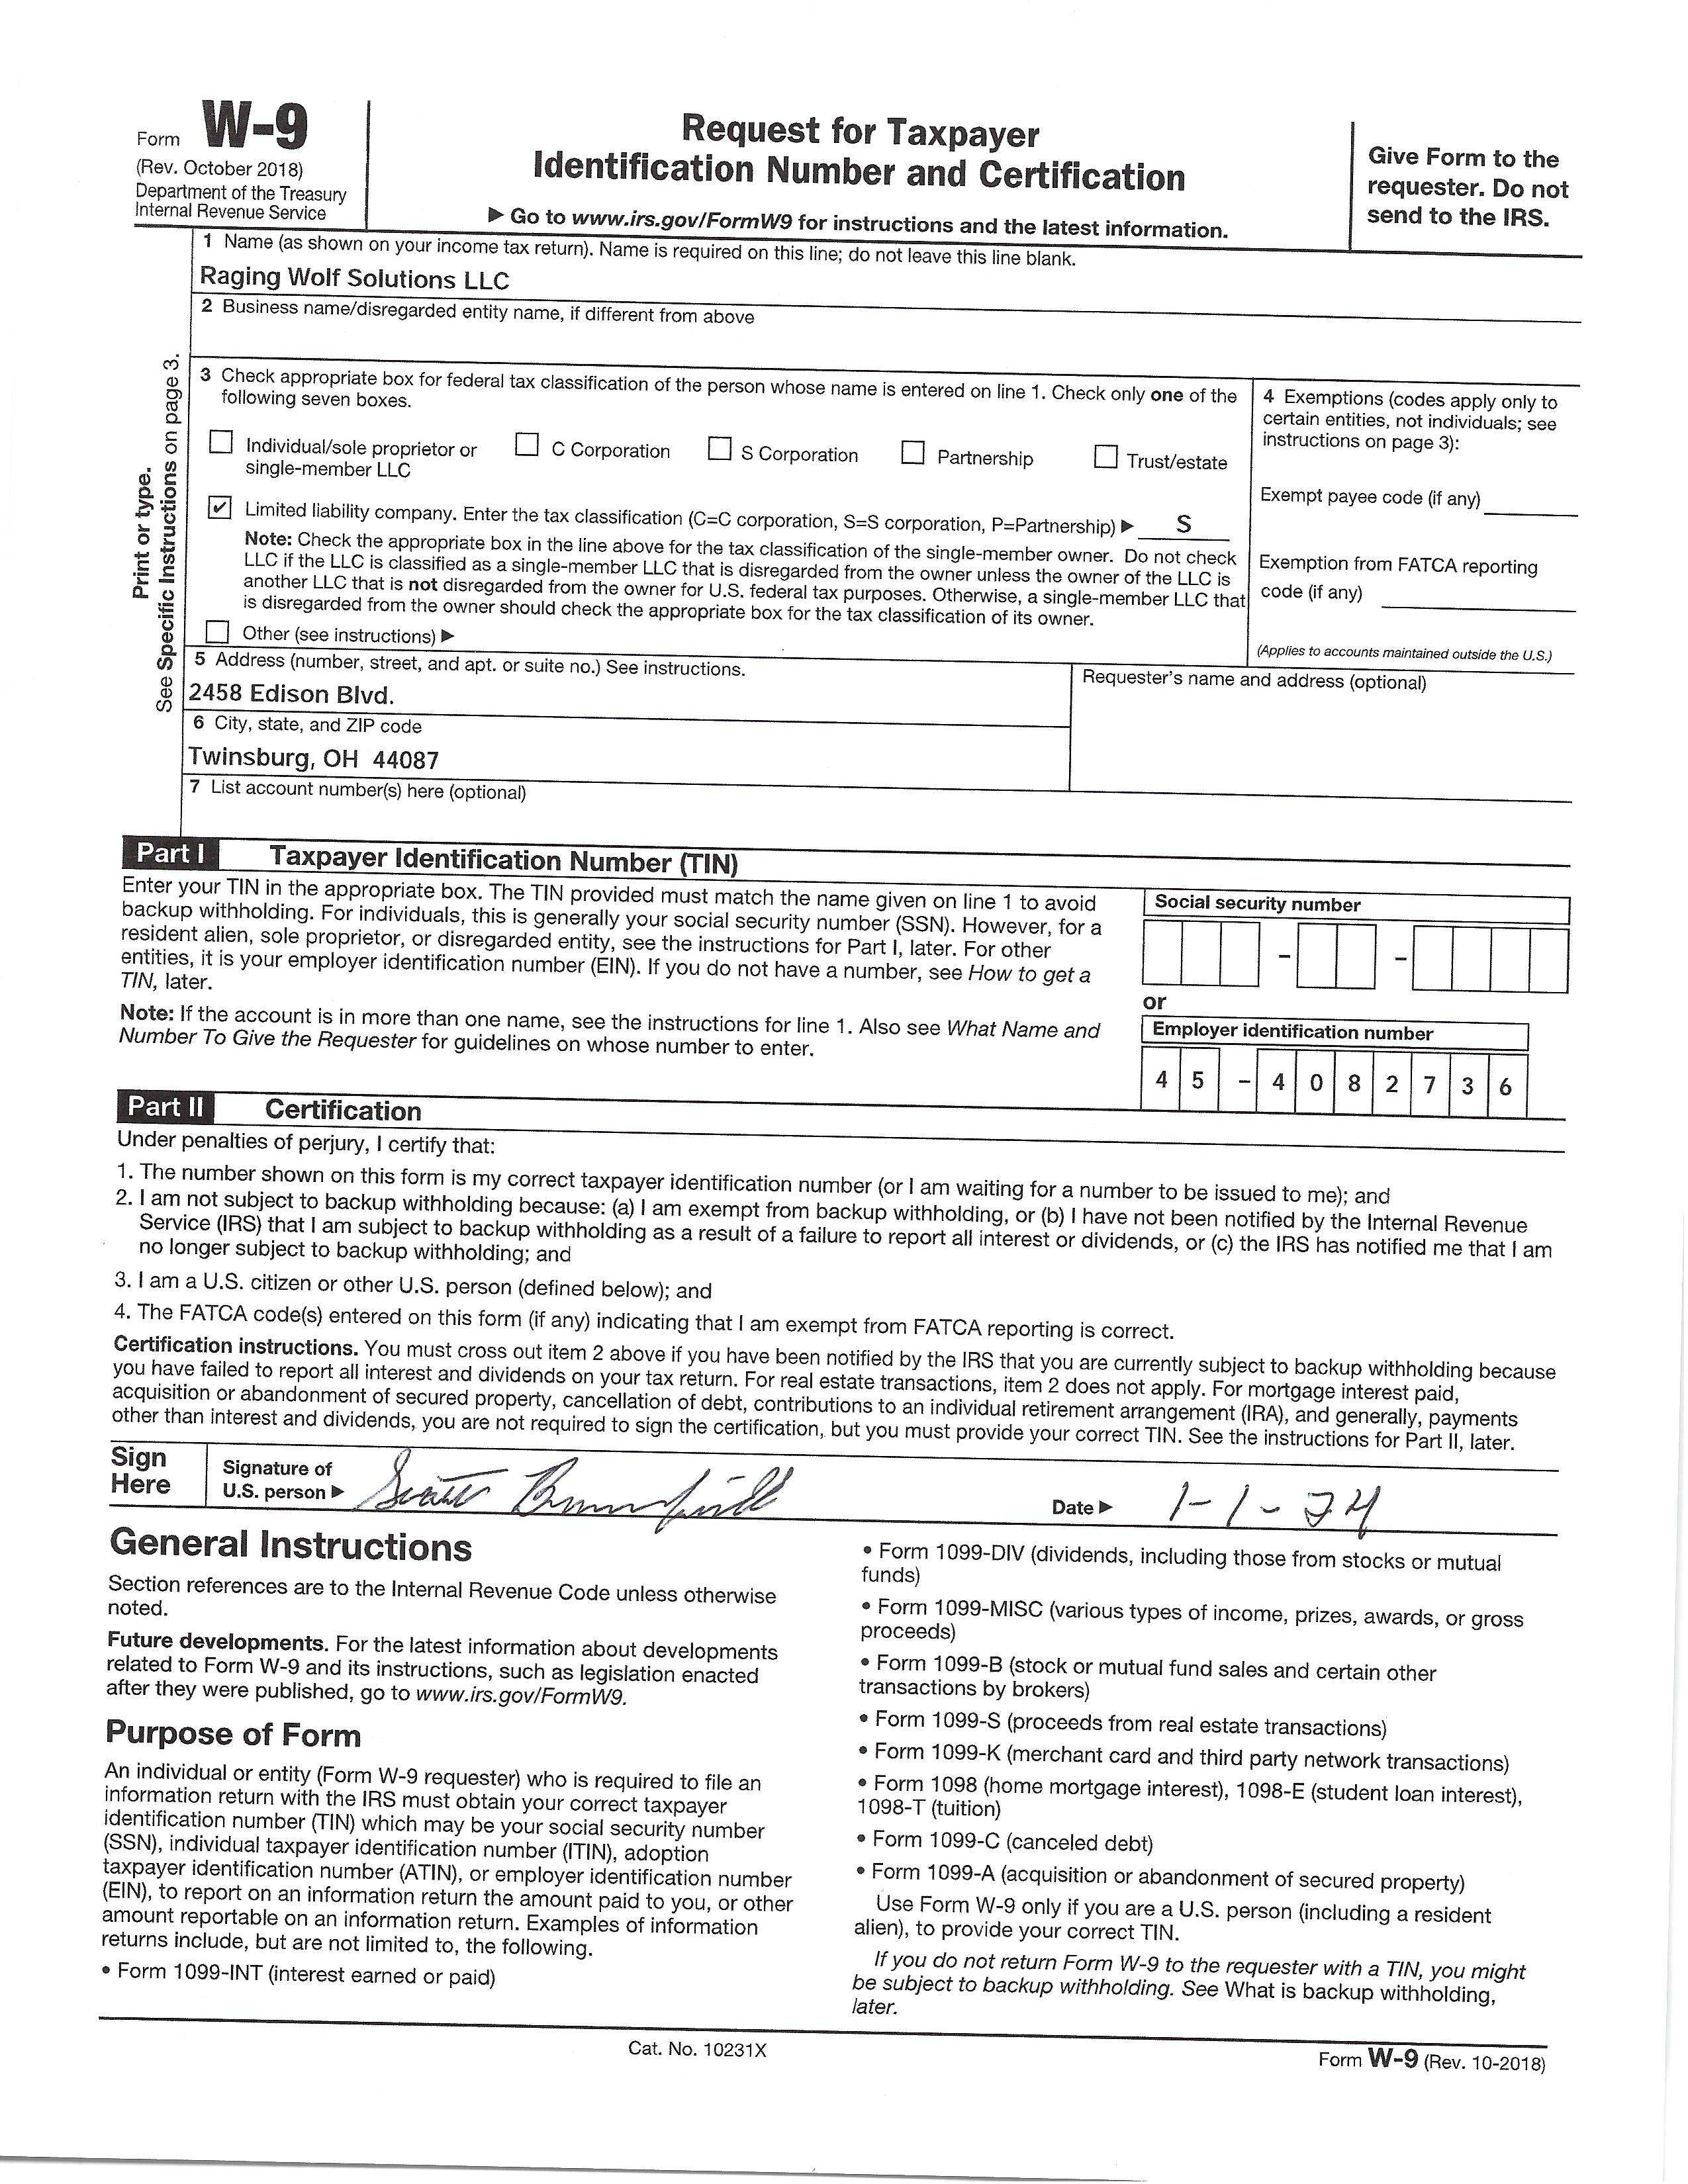 Form W-9
(Rev. October 2018)
Department of the Treasury
Internal Revenue Service
Request for Taxpayer
Identification Number and Certification
▶ Go to www.irs.gov/FormW9 for instructions and the latest information.
Give Form to the
requester. Do not
send to the IRS.
Print or type.
See Specific Instructions on page 3.
1 Name (as shown on your income tax return). Name is required on this line; do not leave this line blank.
Raging Wolf Solutions LLC
2 Business name/disregarded entity name, if different from above
3 Check appropriate box for federal tax classification of the person whose name is entered on line 1. Check only one of the
following seven boxes.
☐ Individual/sole proprietor or
single-member LLC
☐ C Corporation
☐ S Corporation
☐ Partnership
☐ Trust/estate
☑ Limited liability company. Enter the tax classification (C=C corporation, S=S corporation, P=Partnership) ▶ S
Note: Check the appropriate box in the line above for the tax classification of the single-member owner. Do not check
LLC if the LLC is classified as a single-member LLC that is disregarded from the owner unless the owner of the LLC is
another LLC that is not disregarded from the owner for U.S. federal tax purposes. Otherwise, a single-member LLC that
is disregarded from the owner should check the appropriate box for the tax classification of its owner.
☐ Other (see instructions) ▶
4 Exemptions (codes apply only to
certain entities, not individuals; see
instructions on page 3):
Exempt payee code (if any)
Exemption from FATCA reporting
code (if any)
(Applies to accounts maintained outside the U.S.)
5 Address (number, street, and apt. or suite no.) See instructions.
2458 Edison Blvd.
6 City, state, and ZIP code
Twinsburg, OH 44087
Requester's name and address (optional)
7 List account number(s) here (optional)
Part I Taxpayer Identification Number (TIN)
Enter your TIN in the appropriate box. The TIN provided must match the name given on line 1 to avoid
backup withholding. For individuals, this is generally your social security number (SSN). However, for a
resident alien, sole proprietor, or disregarded entity, see the instructions for Part I, later. For other
entities, it is your employer identification number (EIN). If you do not have a number, see How to get a
TIN, later.
Note: If the account is in more than one name, see the instructions for line 1. Also see What Name and
Number To Give the Requester for guidelines on whose number to enter.
Social security number
– –
or
Employer identification number
4 5 – 4 0 8 2 7 3 6
Part II Certification
Under penalties of perjury, I certify that:
1. The number shown on this form is my correct taxpayer identification number (or I am waiting for a number to be issued to me); and
2. I am not subject to backup withholding because: (a) I am exempt from backup withholding, or (b) I have not been notified by the Internal Revenue
Service (IRS) that I am subject to backup withholding as a result of a failure to report all interest or dividends, or (c) the IRS has notified me that I am
no longer subject to backup withholding; and
3. I am a U.S. citizen or other U.S. person (defined below); and
4. The FATCA code(s) entered on this form (if any) indicating that I am exempt from FATCA reporting is correct.
Certification instructions. You must cross out item 2 above if you have been notified by the IRS that you are currently subject to backup withholding because
you have failed to report all interest and dividends on your tax return. For real estate transactions, item 2 does not apply. For mortgage interest paid,
acquisition or abandonment of secured property, cancellation of debt, contributions to an individual retirement arrangement (IRA), and generally, payments
other than interest and dividends, you are not required to sign the certification, but you must provide your correct TIN. See the instructions for Part II, later.
Sign
Here
Signature of
U.S. person ▶ Scott
Date ▶ 1-1-24
General Instructions
Section references are to the Internal Revenue Code unless otherwise
noted.
Future developments. For the latest information about developments
related to Form W-9 and its instructions, such as legislation enacted
after they were published, go to www.irs.gov/FormW9.
Purpose of Form
An individual or entity (Form W-9 requester) who is required to file an
information return with the IRS must obtain your correct taxpayer
identification number (TIN) which may be your social security number
(SSN), individual taxpayer identification number (ITIN), adoption
taxpayer identification number (ATIN), or employer identification number
(EIN), to report on an information return the amount paid to you, or other
amount reportable on an information return. Examples of information
returns include, but are not limited to, the following.
• Form 1099-INT (interest earned or paid)
• Form 1099-DIV (dividends, including those from stocks or mutual
funds)
• Form 1099-MISC (various types of income, prizes, awards, or gross
proceeds)
• Form 1099-B (stock or mutual fund sales and certain other
transactions by brokers)
• Form 1099-S (proceeds from real estate transactions)
• Form 1099-K (merchant card and third party network transactions)
• Form 1098 (home mortgage interest), 1098-E (student loan interest),
1098-T (tuition)
• Form 1099-C (canceled debt)
• Form 1099-A (acquisition or abandonment of secured property)
Use Form W-9 only if you are a U.S. person (including a resident
alien), to provide your correct TIN.
If you do not return Form W-9 to the requester with a TIN, you might
be subject to backup withholding. See What is backup withholding,
later.
Cat. No. 10231X
Form W-9 (Rev. 10-2018)